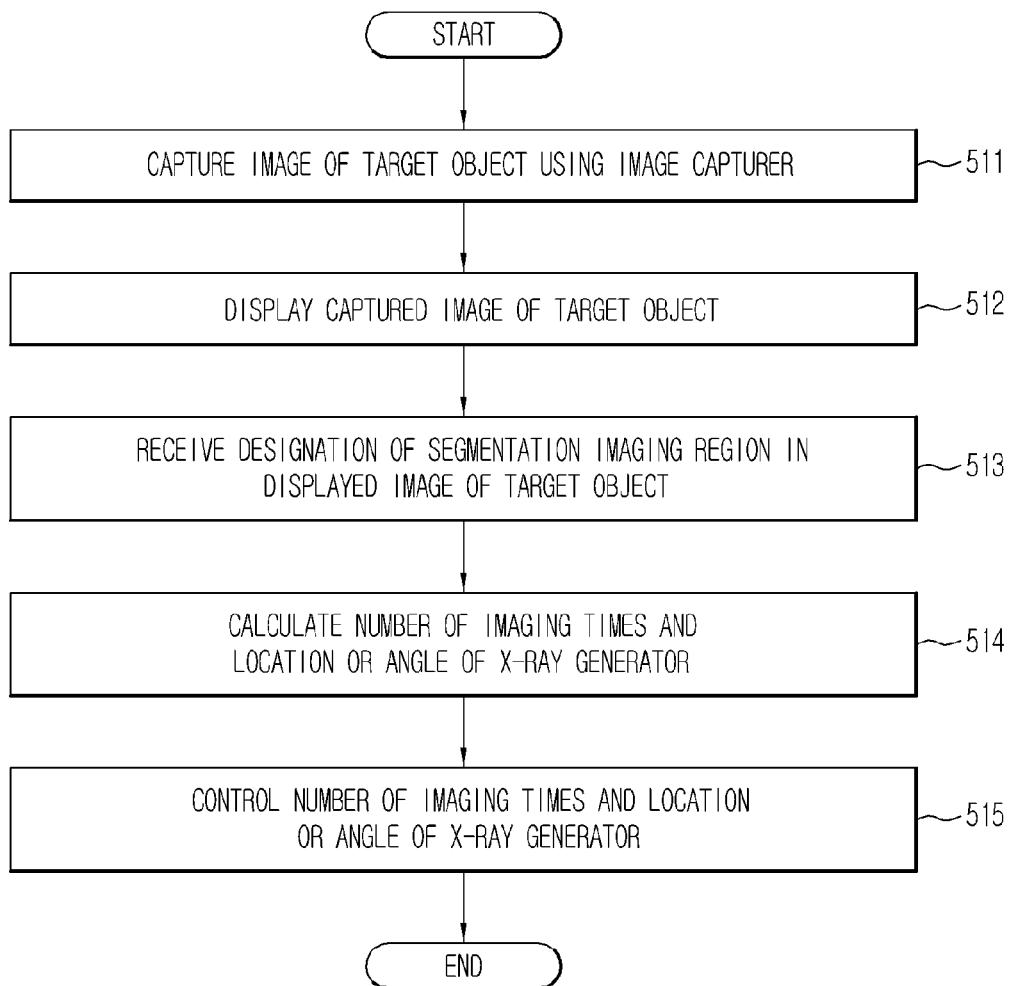 START
CAPTURE IMAGE OF TARGET OBJECT USING IMAGE CAPTURER
511
DISPLAY CAPTURED IMAGE OF TARGET OBJECT
512
RECEIVE DESIGNATION OF SEGMENTATION IMAGING REGION IN
DISPLAYED IMAGE OF TARGET OBJECT
513
CALCULATE NUMBER OF IMAGING TIMES AND
LOCATION OR ANGLE OF X-RAY GENERATOR
514
CONTROL NUMBER OF IMAGING TIMES AND LOCATION
OR ANGLE OF X-RAY GENERATOR
515
END